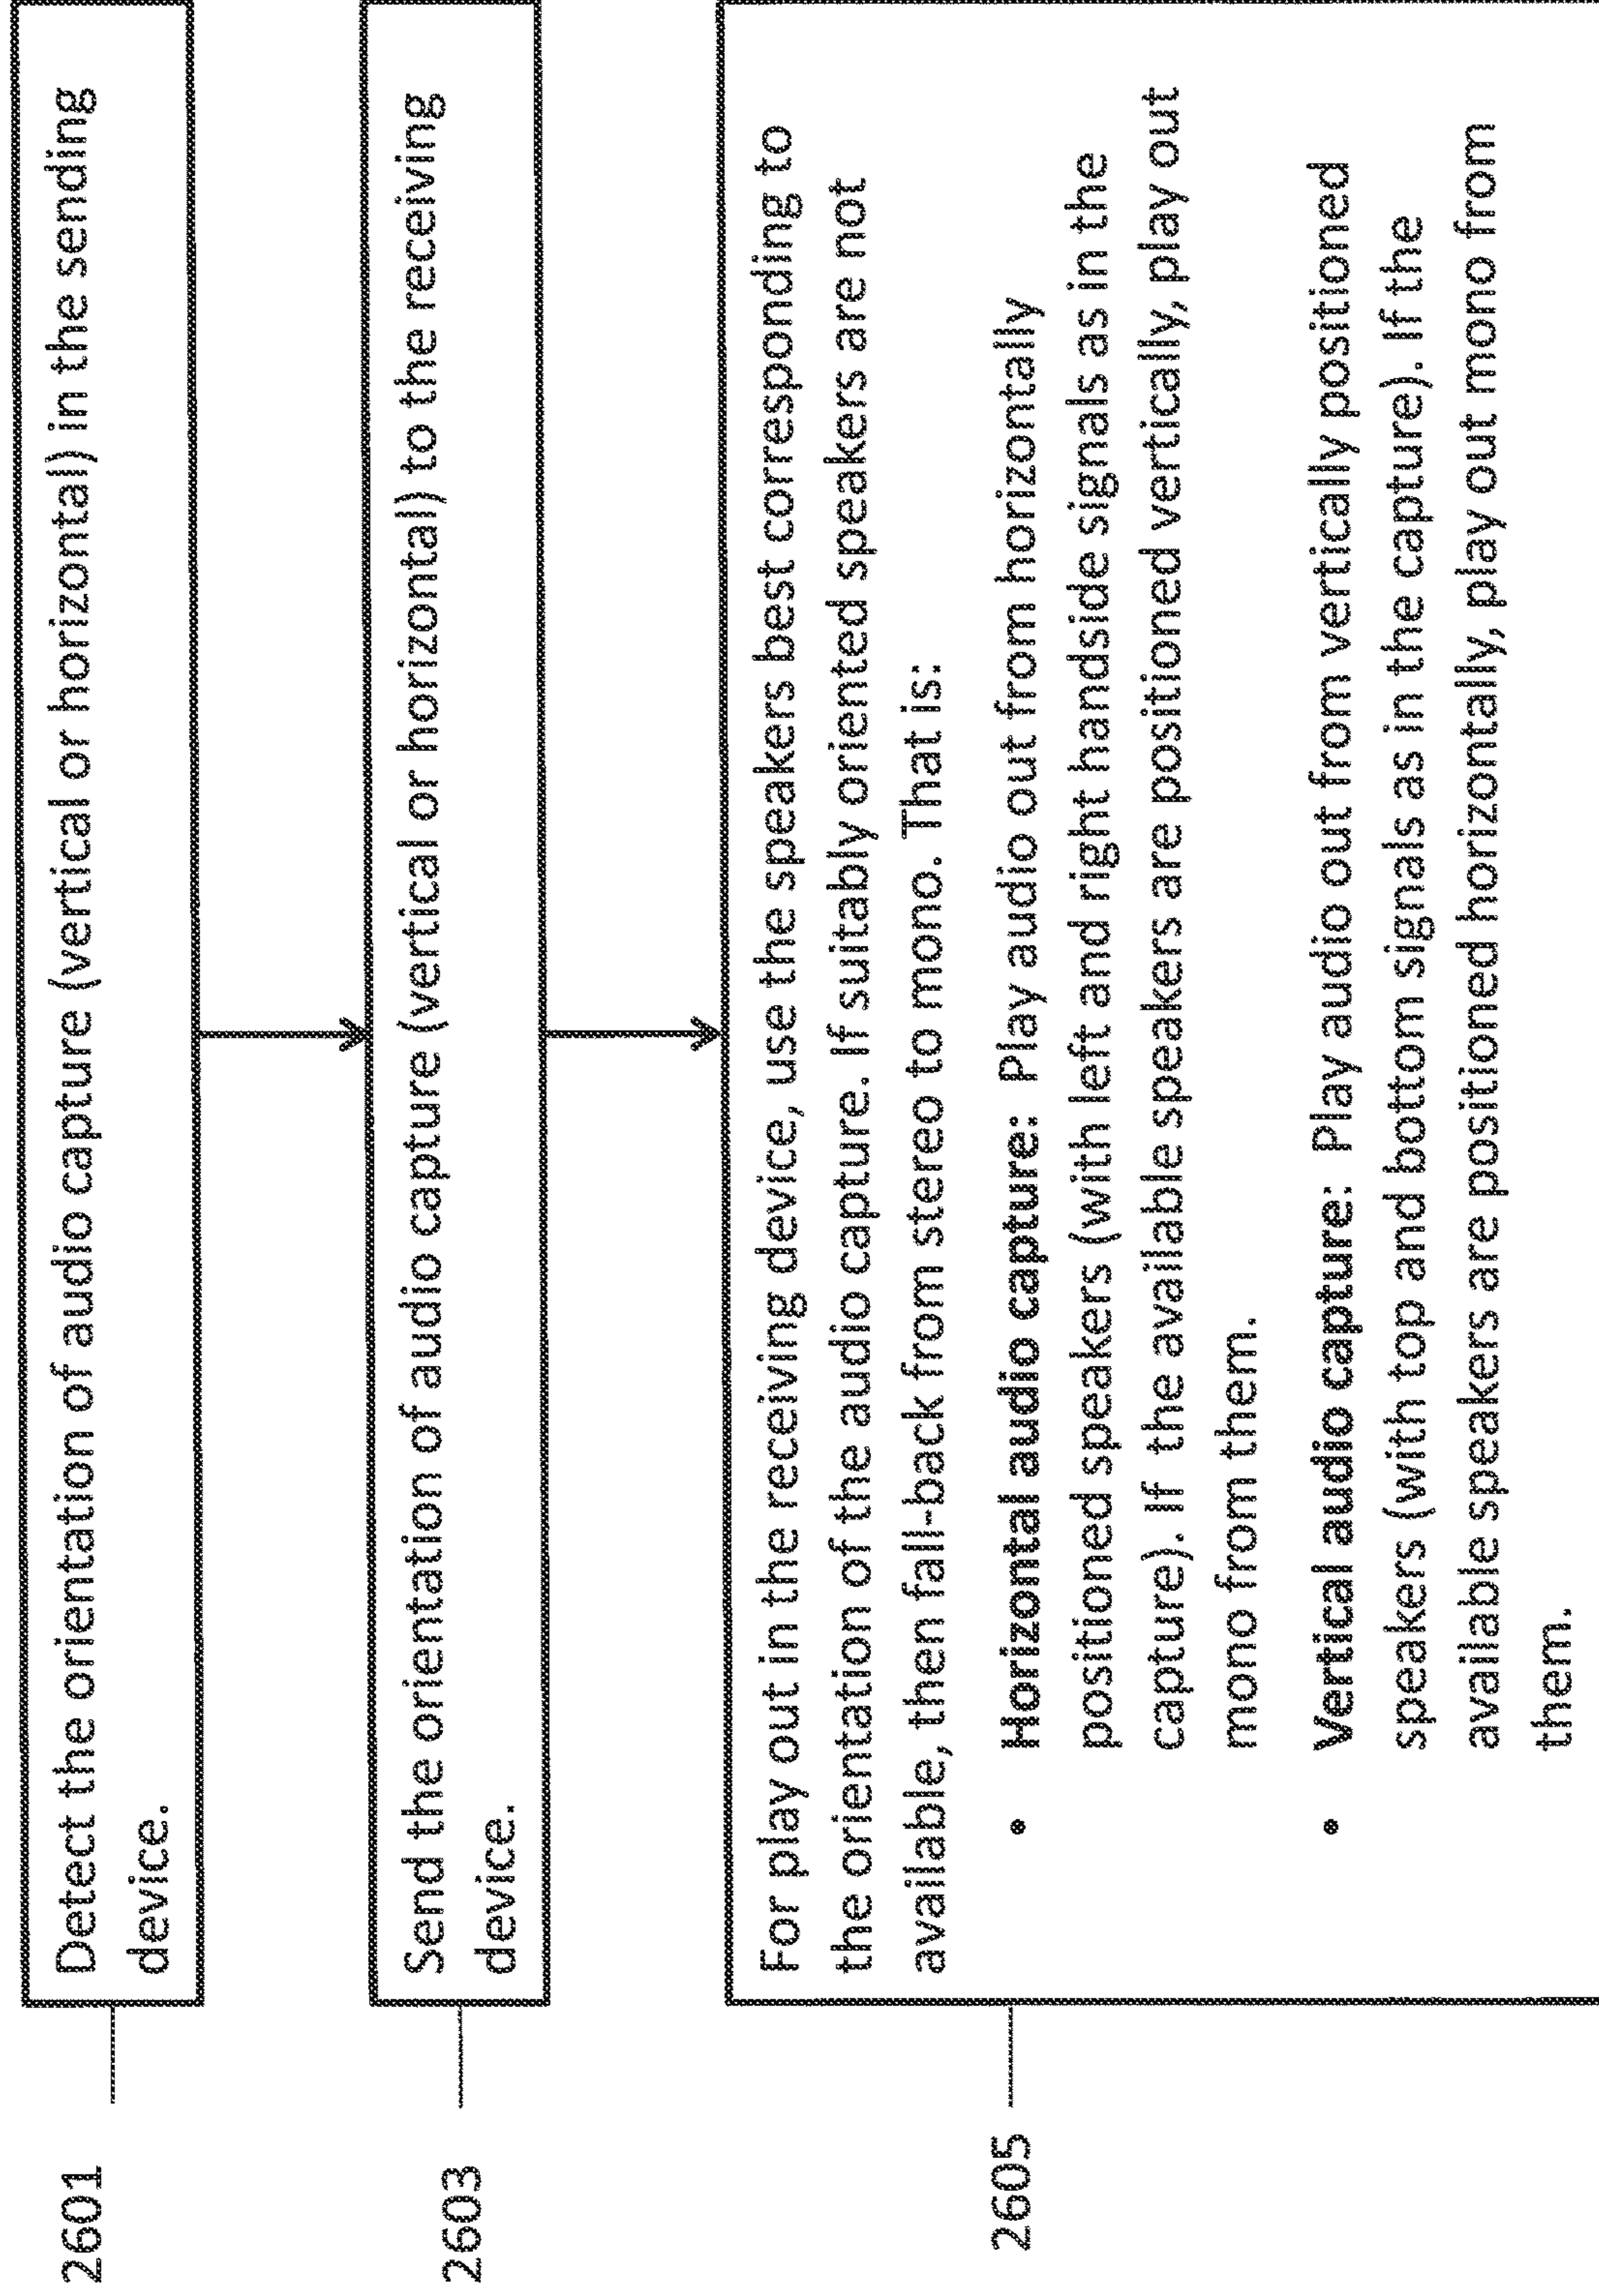 2601
Detect the orientation of audio capture (vertical or horizontal) in the sending
device.
2603
Send the orientation of audio capture (vertical or horizontal) to the receiving
device.
2605
For play out in the receiving device, use the speakers best corresponding to
the orientation of the audio capture. If suitably oriented speakers are not
available, then fall-back from stereo to mono. That is:
• Horizontal audio capture: Play audio out from horizontally
positioned speakers (with left and right handside signals as in the
capture). If the available speakers are positioned vertically, play out
mono from them.
• Vertical audio capture: Play audio out from vertically positioned
speakers (with top and bottom signals as in the capture). If the
available speakers are positioned horizontally, play out mono from
them.